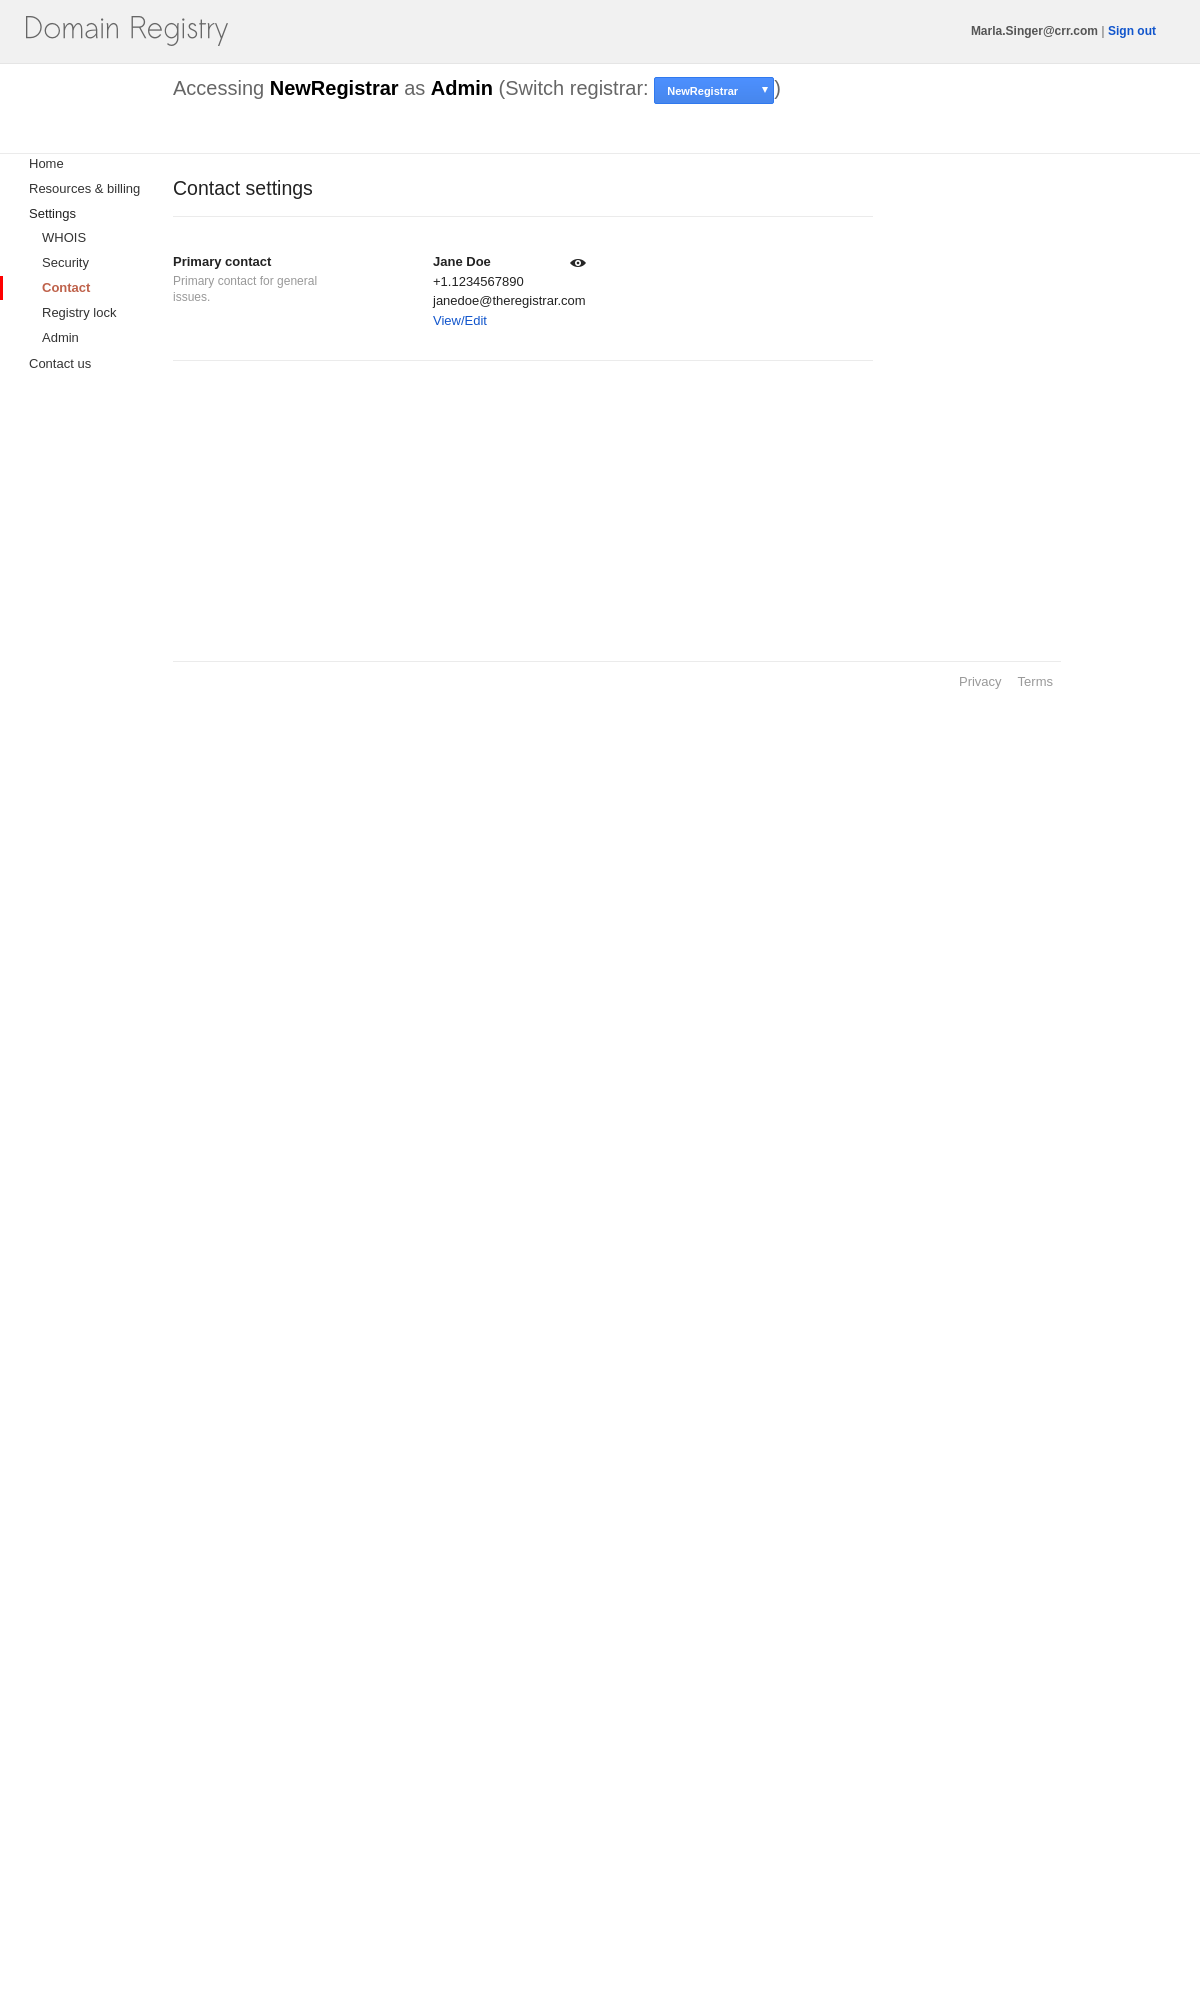 Domain Registry
Marla.Singer@crr.com | Sign out
Accessing NewRegistrar as Admin (Switch registrar: NewRegistrar ▼)
Home
Resources & billing
Settings
WHOIS
Security
Contact
Registry lock
Admin
Contact us
Contact settings
Primary contact
Primary contact for general
issues.
Jane Doe
+1.1234567890
janedoe@theregistrar.com
View/Edit
Privacy Terms